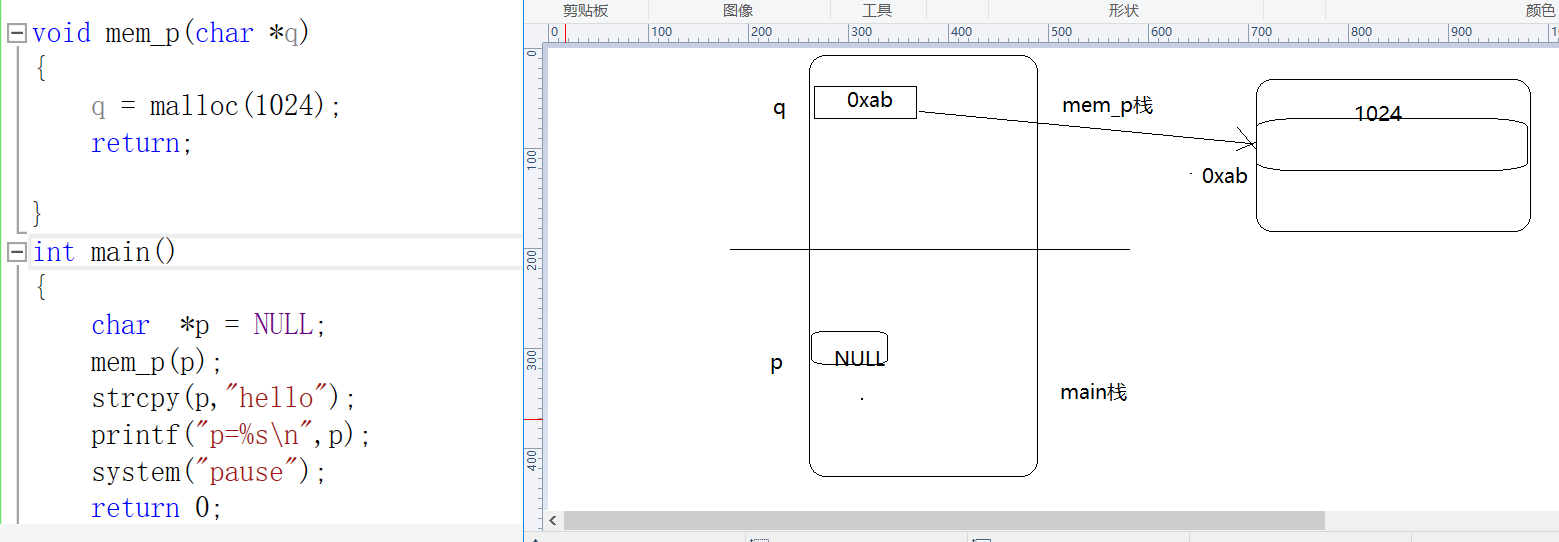 void mem_p(char *q)
{
q = malloc(1024);
return;
}
int main()
{
char *p = NULL;
mem_p(p);
strcpy(p,"hello");
printf("p=%s\n",p);
system("pause");
return 0;
剪贴板 图像 工具 形状 颜色
0 100 200 300 400 500 600 700 800 900
0
100
200
300
400
q 0xab mem_p栈 1024
0xab
p NULL
main栈